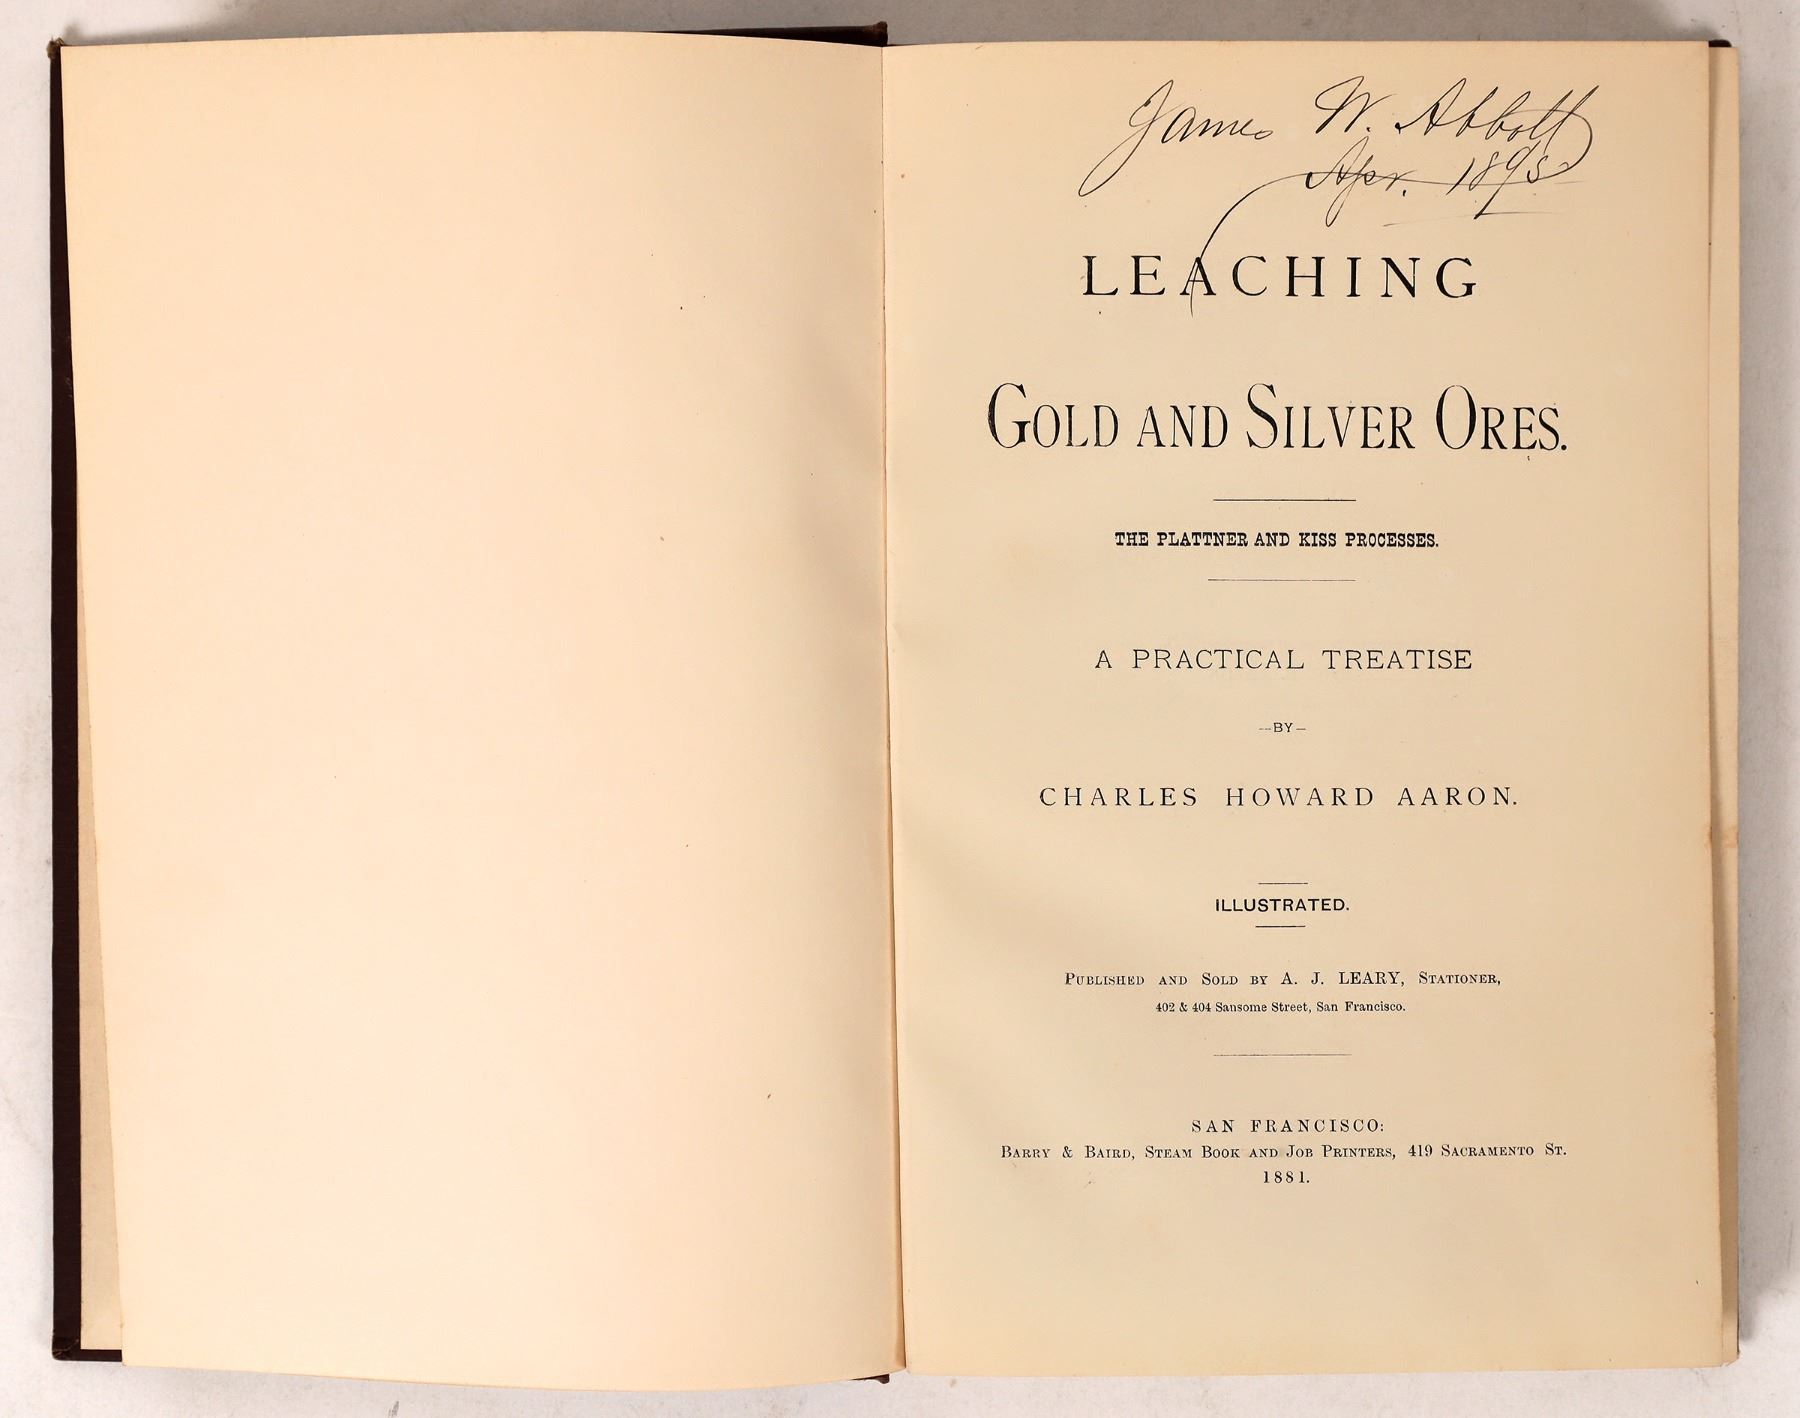 James W. Abbott
Apr. 1895
LEACHING
GOLD AND SILVER ORES.
THE PLATTNER AND KISS PROCESSES.
A PRACTICAL TREATISE
—BY—
CHARLES HOWARD AARON.
ILLUSTRATED.
PUBLISHED AND SOLD BY A. J. LEARY, STATIONER,
402 & 404 Sansome Street, San Francisco.
SAN FRANCISCO:
BARRY & BAIRD, STEAM BOOK AND JOB PRINTERS, 419 SACRAMENTO ST.
1881.